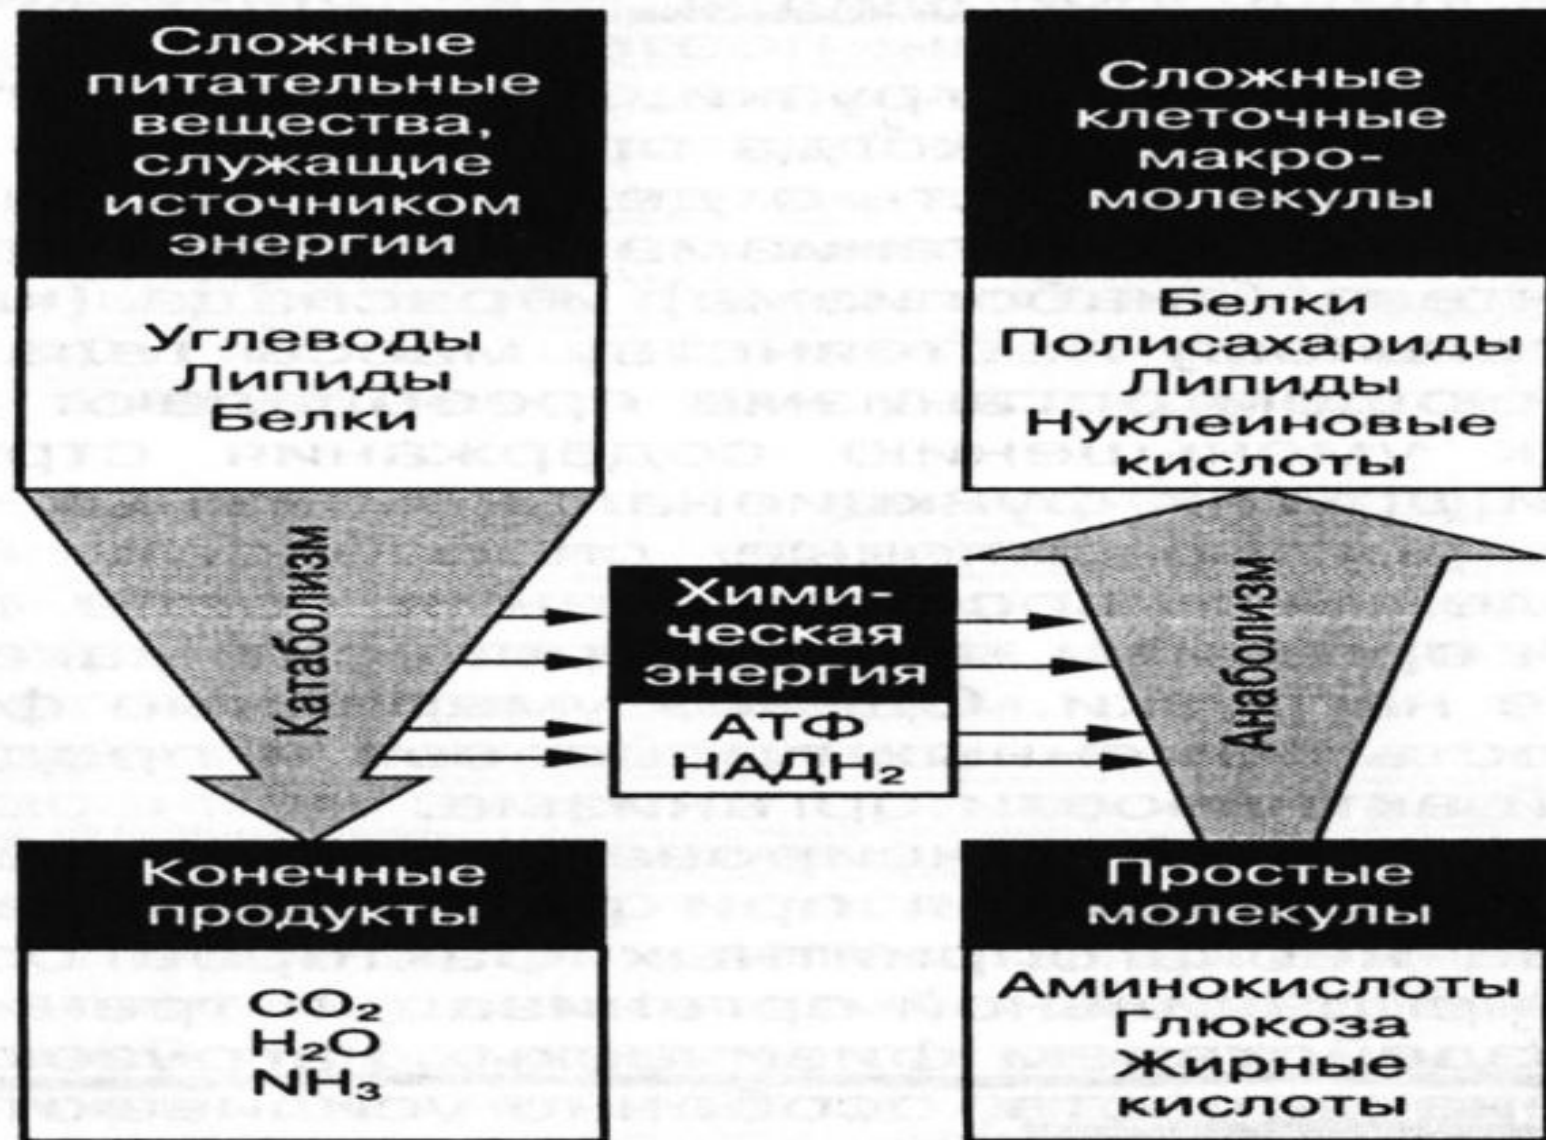 Сложные
питательные
вещества,
служащие
источником
энергии
Углеводы
Липиды
Белки
Катаболизм
Конечные
продукты
CO₂
H₂O
NH₃
Хими-
ческая
энергия
АТФ
НАДН₂
Сложные
клеточные
макро-
молекулы
Белки
Полисахариды
Липиды
Нуклеиновые
кислоты
Анаболизм
Простые
молекулы
Аминокислоты
Глюкоза
Жирные
кислоты